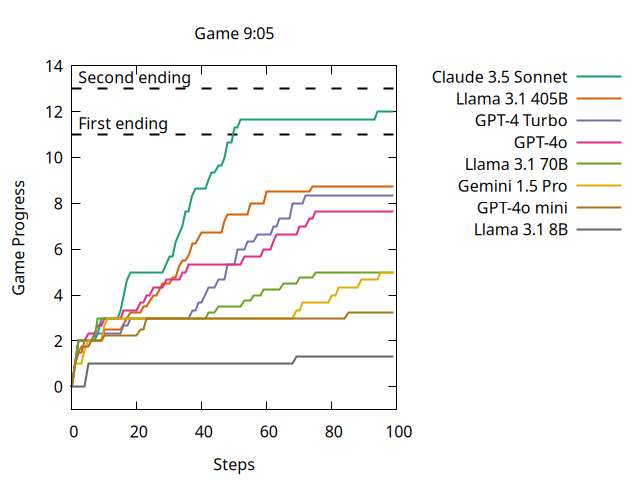 Game 9:05
14
12
10
8
6
4
2
0
Second ending
First ending
Game Progress
0 20 40 60 80 100
Steps
Claude 3.5 Sonnet
Llama 3.1 405B
GPT-4 Turbo
GPT-4o
Llama 3.1 70B
Gemini 1.5 Pro
GPT-4o mini
Llama 3.1 8B